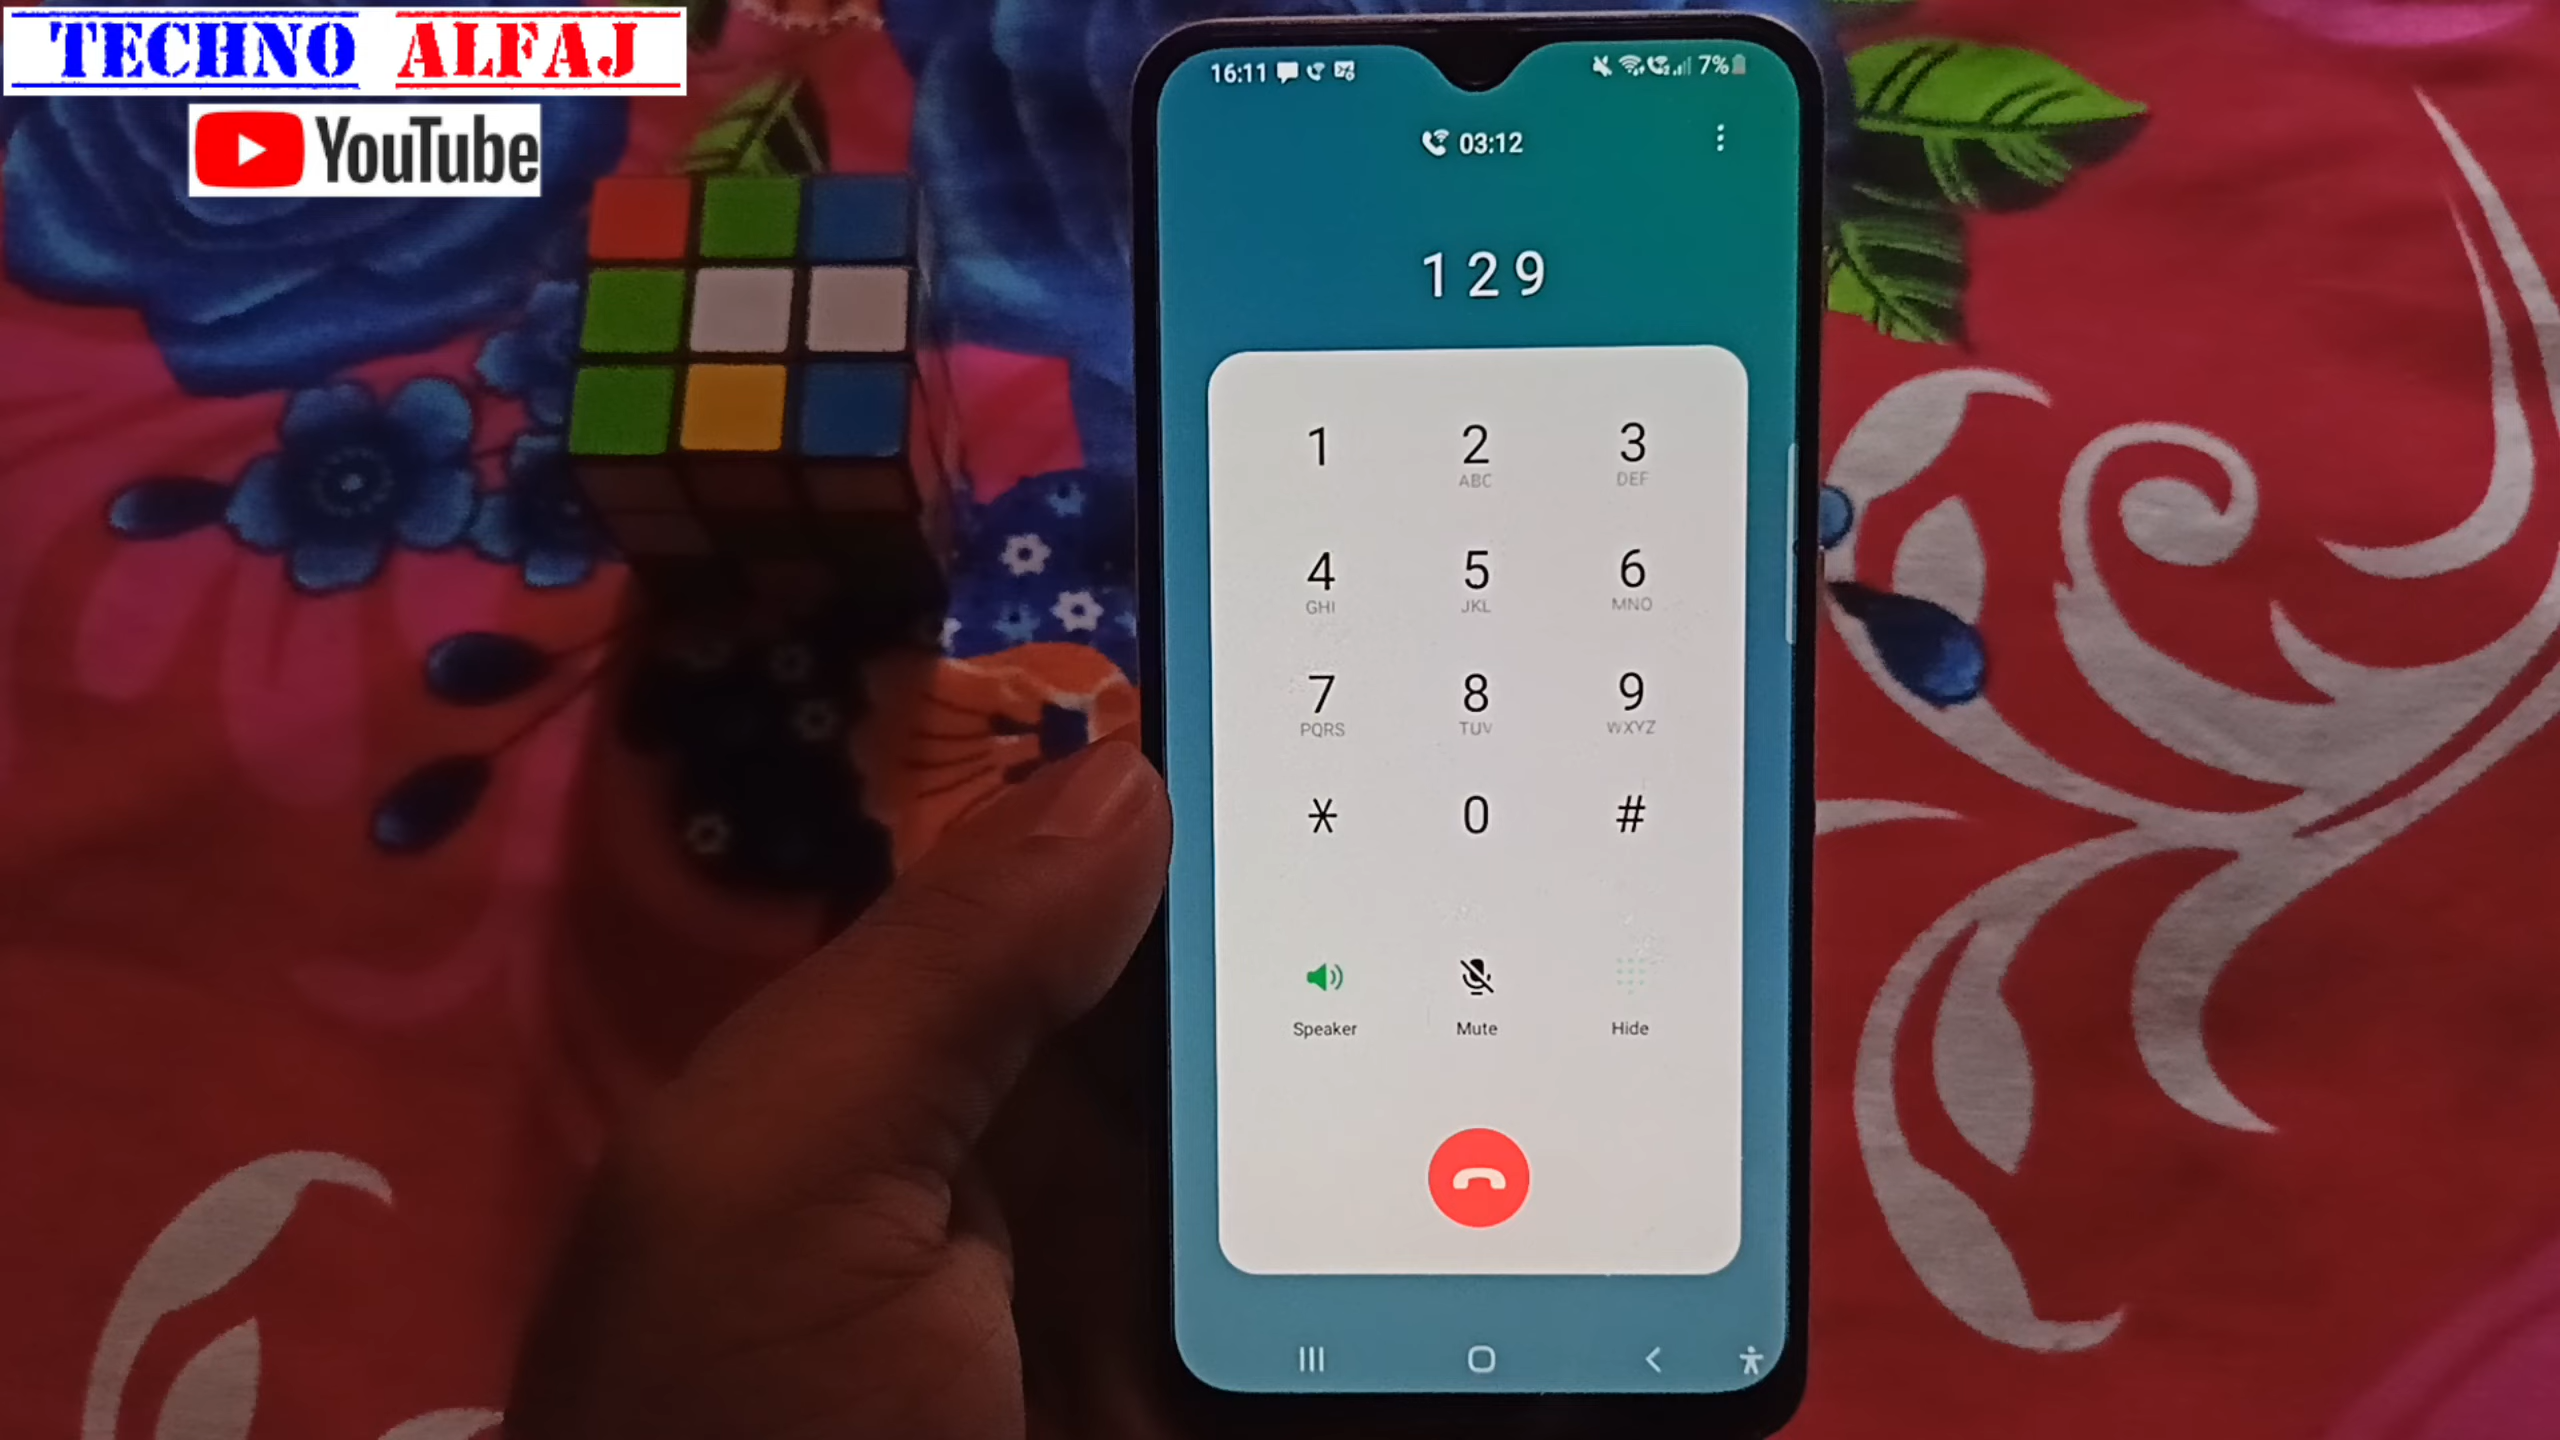 TECHNO ALFAJ
YouTube
16:11 7%
03:12
129
1 2 3
ABC DEF
4 5 6
GHI JKL MNO
7 8 9
PQRS TUV WXYZ
* 0 #
Speaker Mute Hide